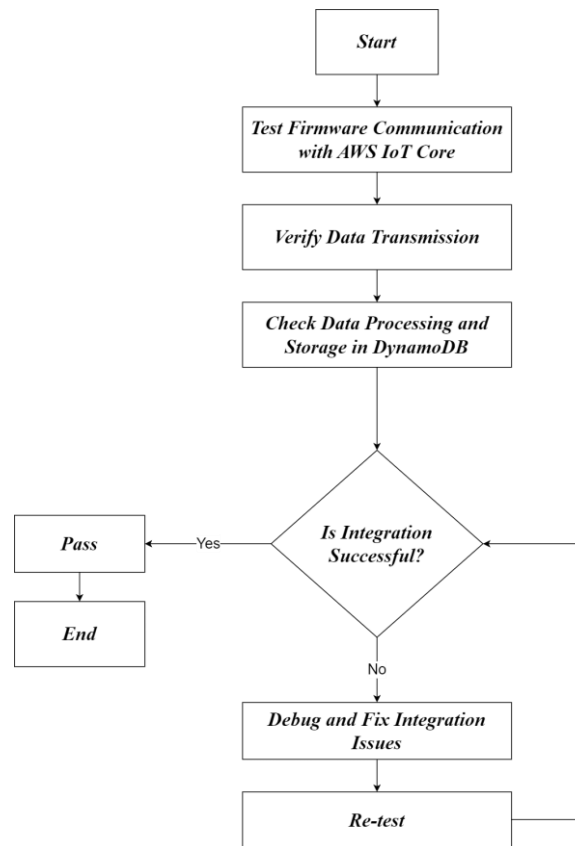 Start
Test Firmware Communication
with AWS IoT Core
Verify Data Transmission
Check Data Processing and
Storage in DynamoDB
Is Integration
Successful?
Yes
Pass
End
No
Debug and Fix Integration
Issues
Re-test